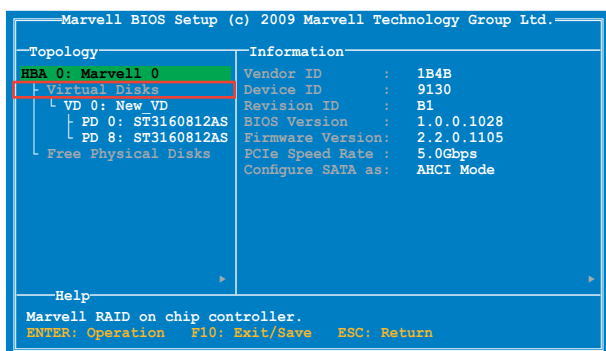 Marvell BIOS Setup (c) 2009 Marvell Technology Group Ltd.
Topology
HBA 0: Marvell 0
Virtual Disks
VD 0: New_VD
PD 0: ST3160812AS
PD 8: ST3160812AS
Free Physical Disks
Information
Vendor ID : 1B4B
Device ID : 9130
Revision ID : B1
BIOS Version : 1.0.0.1028
Firmware Version: 2.2.0.1105
PCIe Speed Rate : 5.0Gbps
Configure SATA as: AHCI Mode
Help
Marvell RAID on chip controller.
ENTER: Operation F10: Exit/Save ESC: Return